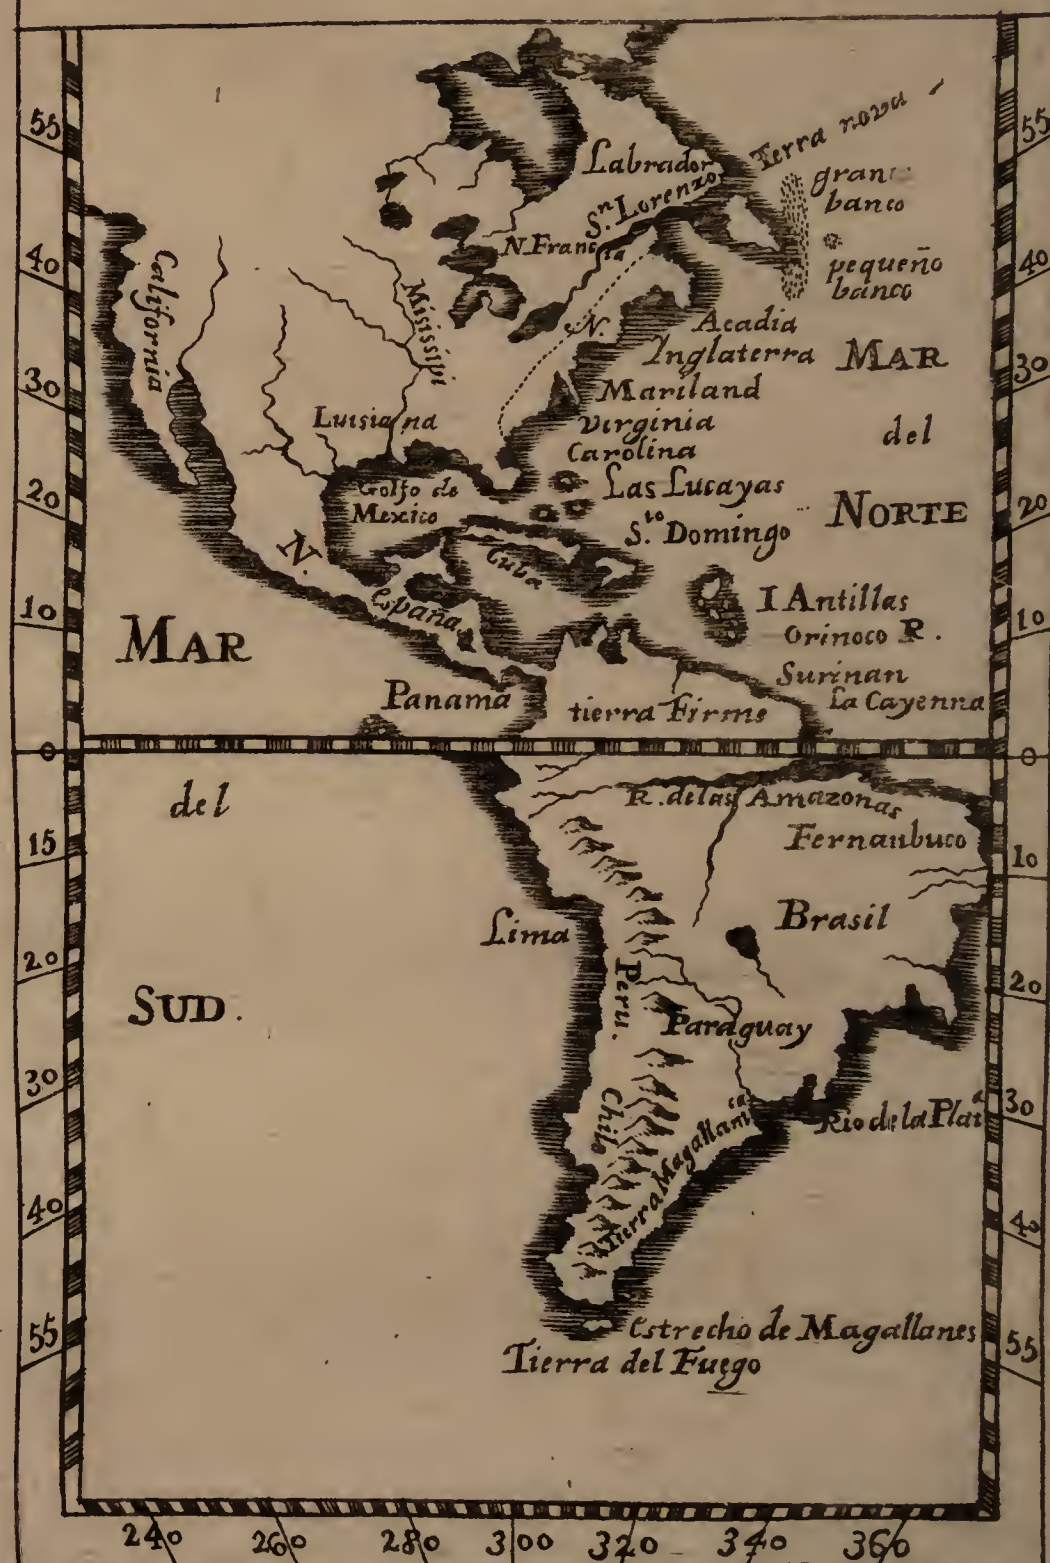 55
55
Terra nova
Labrador
Sn. Lorenzo
gran
banco
N. Francia
40
40
California
Misissipi
pequeño
banco
N.
Acadia
Inglaterra
MAR
30
30
Mariland
Luisiana
virginia
del
Carolina
Golfo de
Mexico
Las Lucayas
20
20
NORTE
Sto. Domingo
N.
España
Cuba
I Antillas
10
10
Orinoco R.
MAR
Surinan
Panama
tierra Firme
la Cayenna
0
0
del
R. de las Amazonas
15
Fernanbuco
10
Lima
Brasil
20
20
Peru.
SUD.
Paraguay
30
30
Chile
Rio de la Plata
Tierra Magallamca
40
40
estrecho de Magallanes
55
55
Tierra del Fuego
240 260 280 300 320 340 360